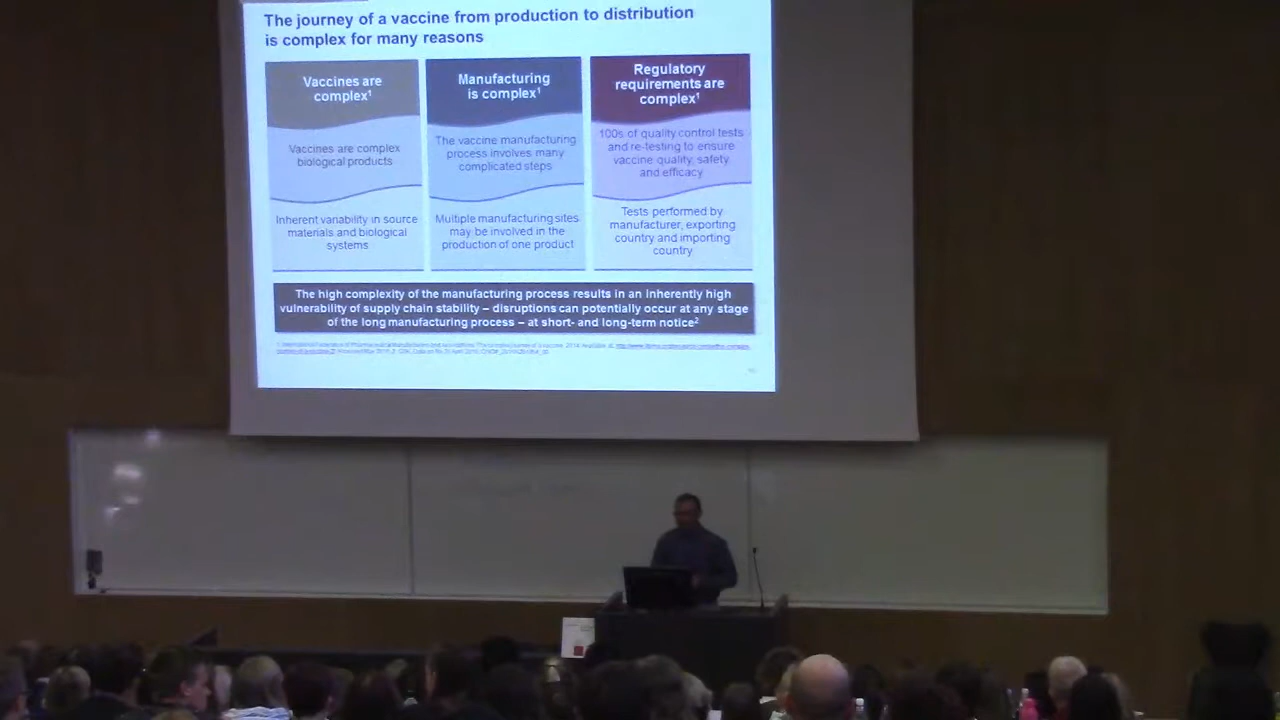 The journey of a vaccine from production to distribution
is complex for many reasons
Vaccines are
complex¹
Vaccines are complex
biological products
Inherent variability in source
materials and biological
systems
Manufacturing
is complex¹
The vaccine manufacturing
process involves many
complicated steps
Multiple manufacturing sites
may be involved in the
production of one product
Regulatory
requirements are
complex¹
100s of quality control tests
and re-testing to ensure
vaccine quality, safety
and efficacy
Tests performed by
manufacturer, exporting
country and importing
country
The high complexity of the manufacturing process results in an inherently high
vulnerability of supply chain stability – disruptions can potentially occur at any stage
of the long manufacturing process – at short- and long-term notice²